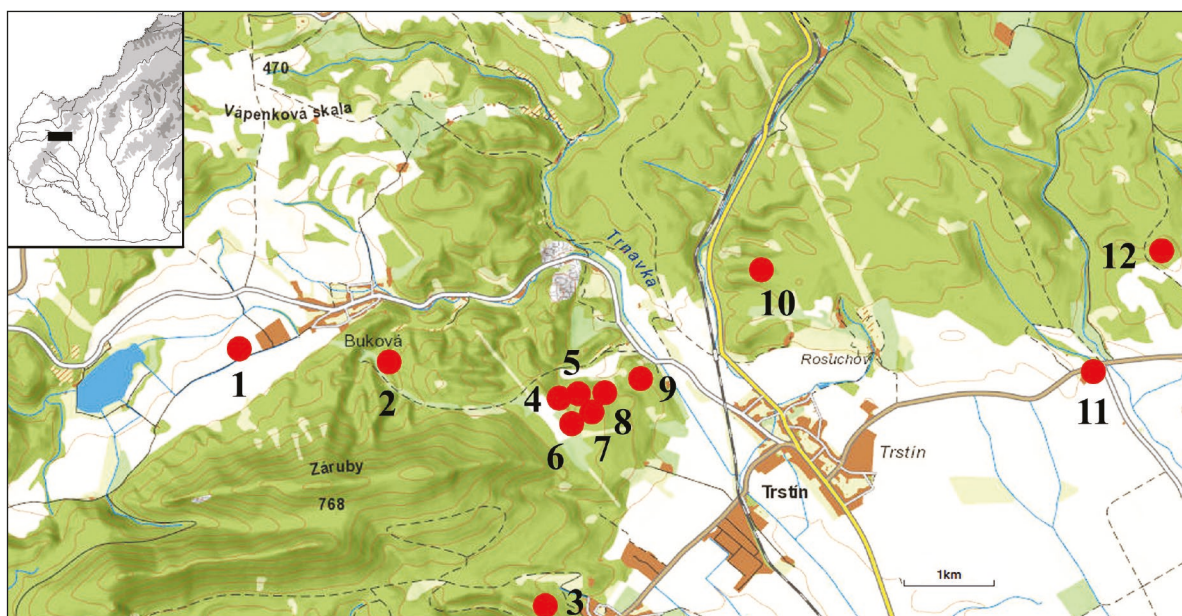 470
Vápenková skala
Trnavka
12
10
Buková
Rosuchov
1
2
5
9
4
8
11
7
6
Trstín
Záruby
Trstín
768
1km
3